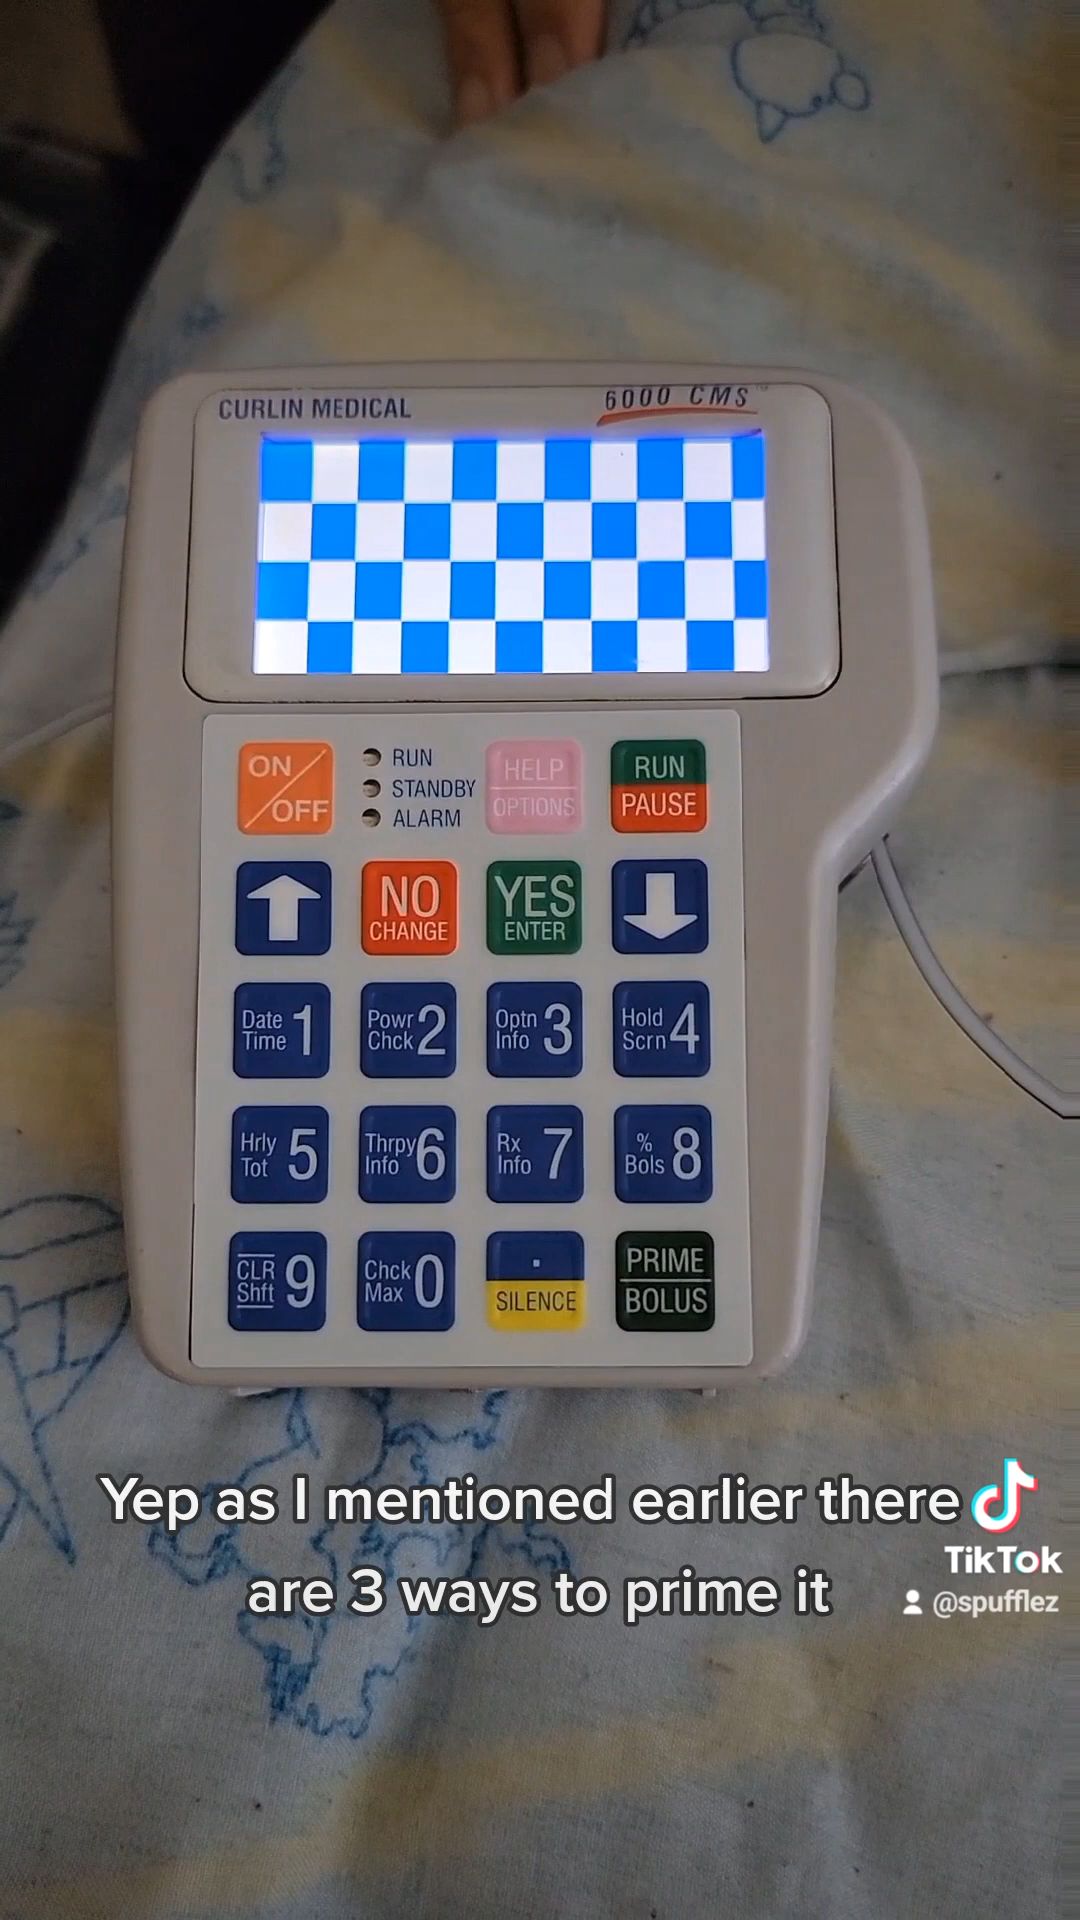 CURLIN MEDICAL
6000 CMS™
ON/OFF
RUN
STANDBY
ALARM
HELP
OPTIONS
RUN
PAUSE
NO
CHANGE
YES
ENTER
Date
Time 1
Powr
Chck 2
Optn
Info 3
Hold
Scrn 4
Hrly
Tot 5
Thrpy
Info 6
Rx
Info 7
%
Bols 8
CLR
Shft 9
Chck
Max 0
.
SILENCE
PRIME
BOLUS
Yep as I mentioned earlier there
are 3 ways to prime it
TikTok
@spufflez